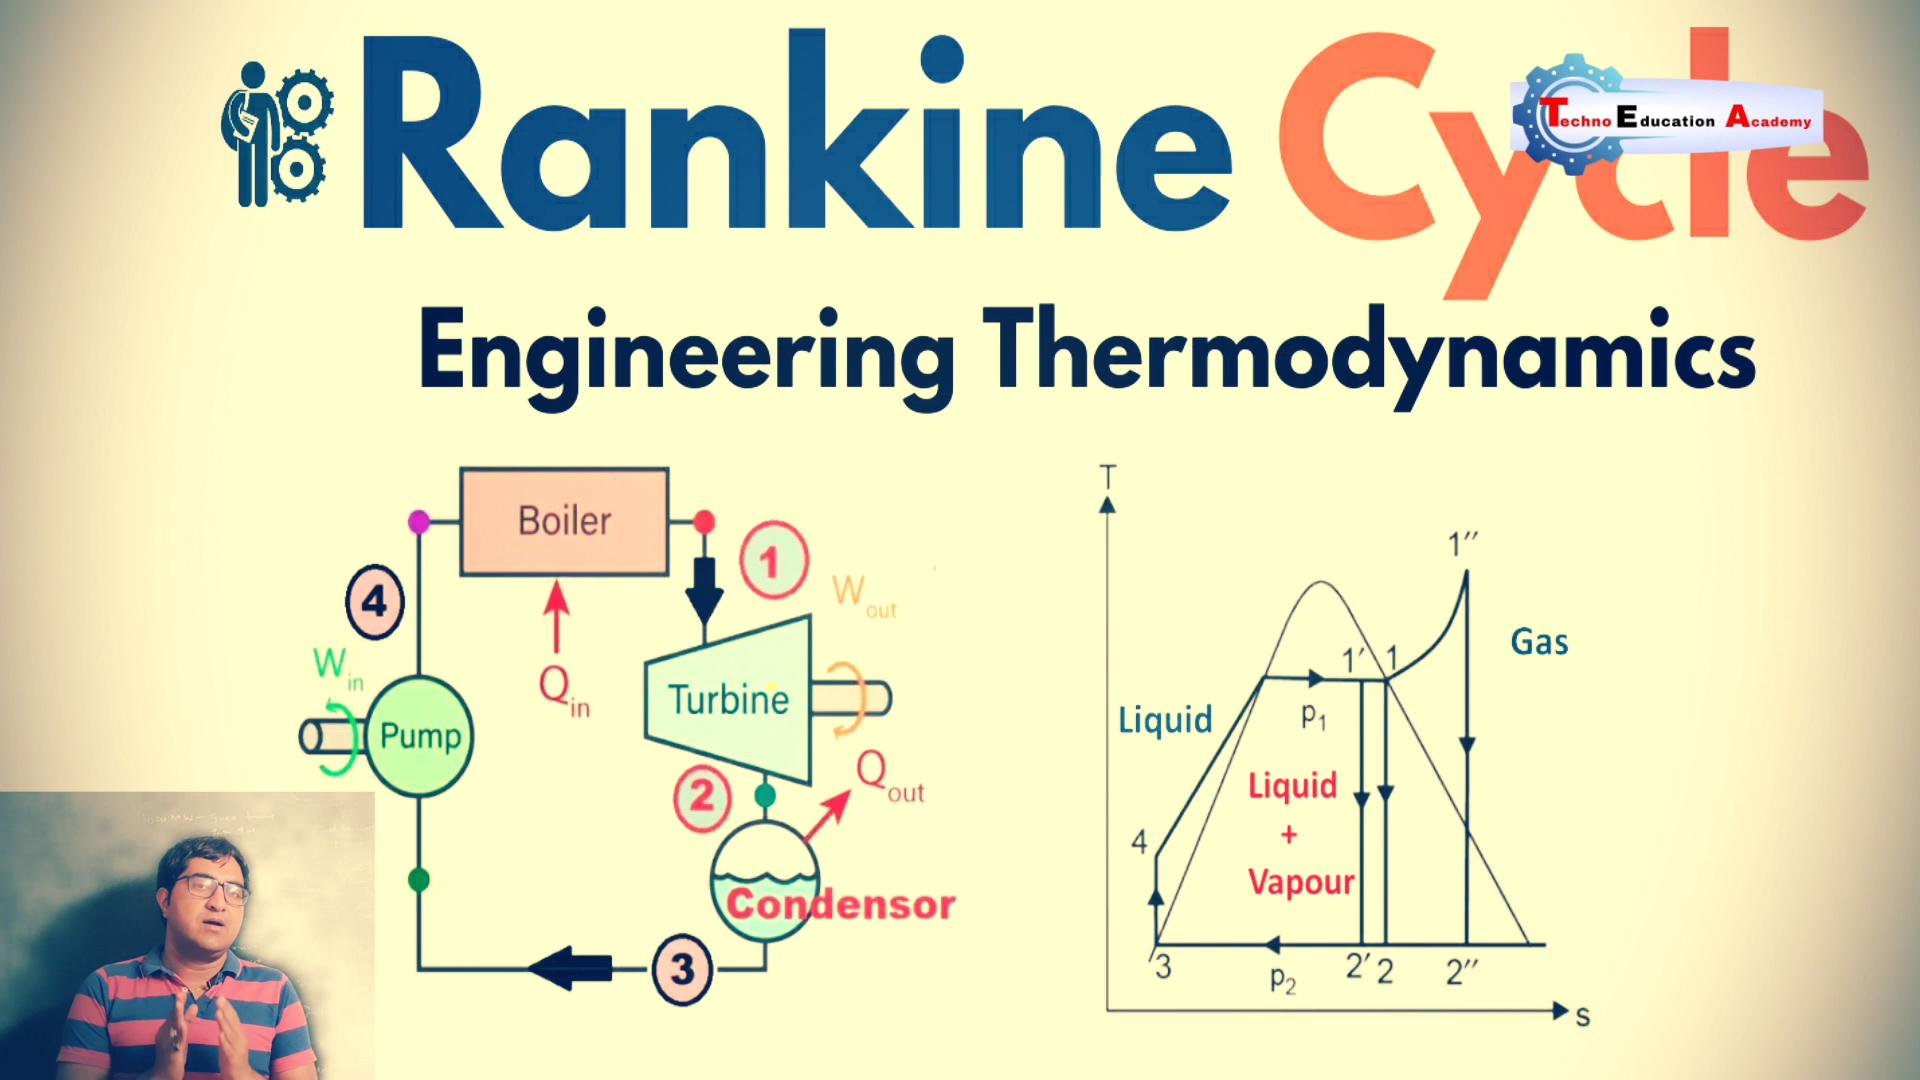 Rankine Cycle
Techno Education Academy
Engineering Thermodynamics
Boiler
1
W out
4
W in
Q in
Pump
Turbine
2
Q out
Condensor
3
T
1′′
Gas
1′ 1
Liquid
p1
Liquid
+
Vapour
4
3
p2
2′ 2
2′′
s